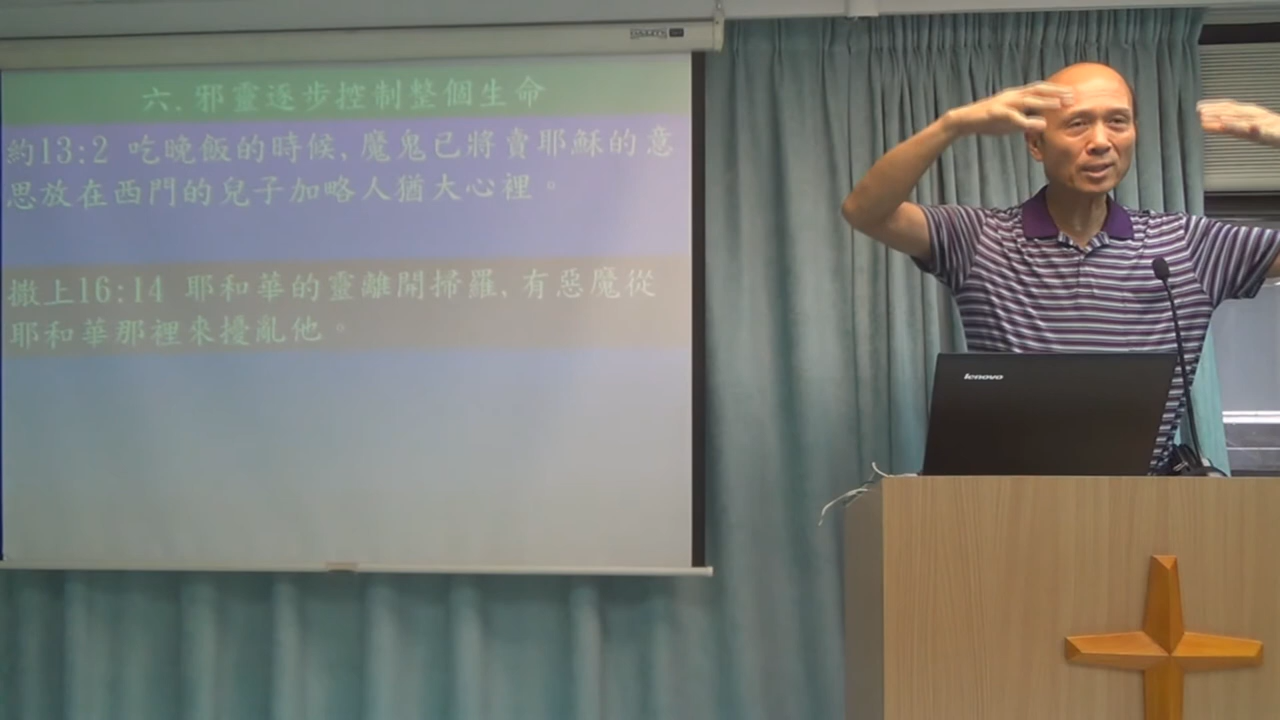 六﹒邪靈逐步控制整個生命
約13:2 吃晚飯的時候，魔鬼已將賣耶穌的意
思放在西門的兒子加略人猶大心裡。
撒上16:14 耶和華的靈離開掃羅，有惡魔從
耶和華那裡來擾亂他。
lenovo